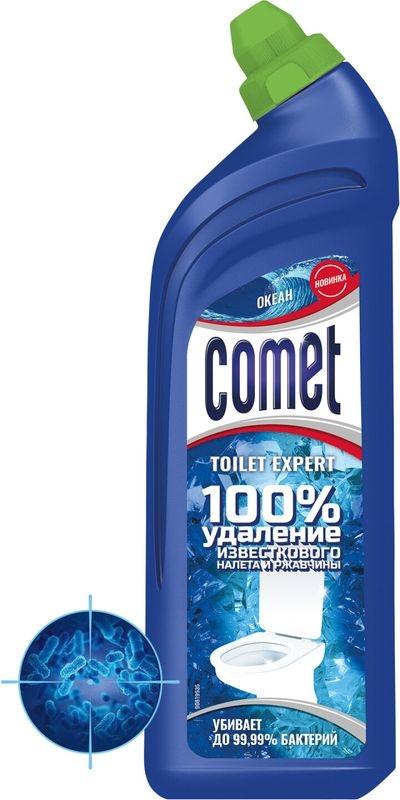 ОКЕАН
НОВИНКА
comet
TOILET EXPERT
100%
удаление
ИЗВЕСТКОВОГО
НАЛЕТА И РЖАВЧИНЫ
УБИВАЕТ
ДО 99,99% БАКТЕРИЙ